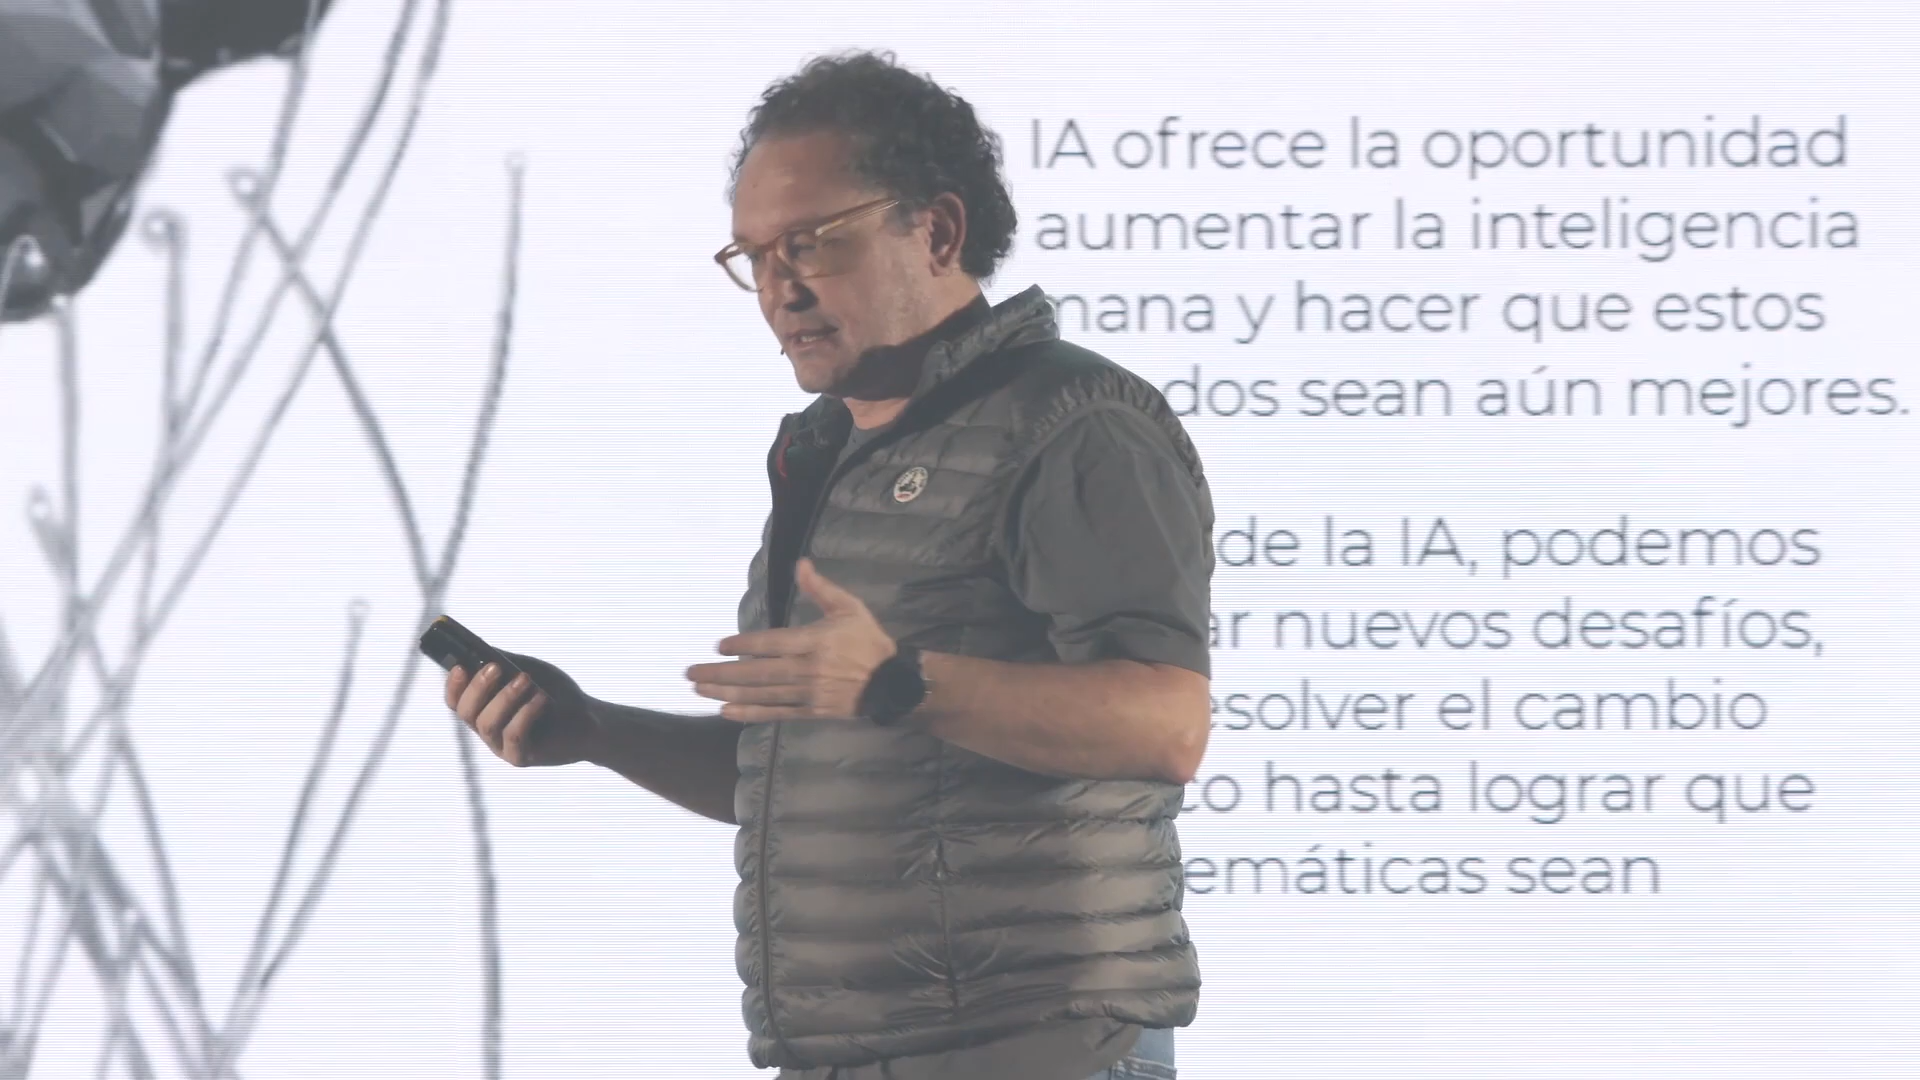 IA ofrece la oportunidad
aumentar la inteligencia
mana y hacer que estos
dos sean aún mejores.
de la IA, podemos
ar nuevos desafíos,
esolver el cambio
co hasta lograr que
emáticas sean